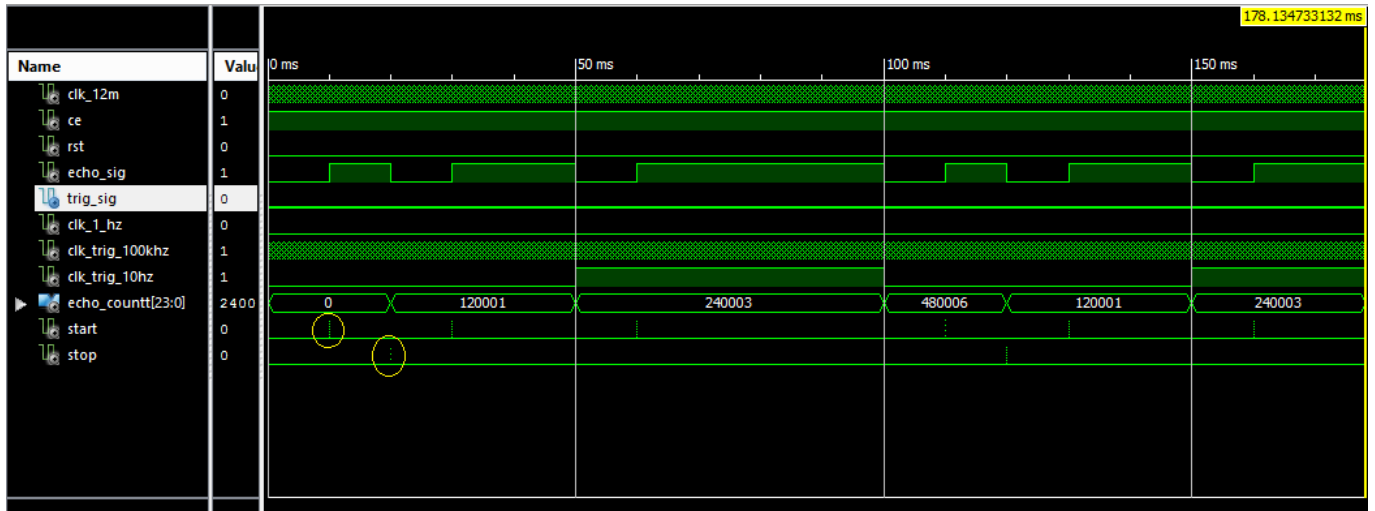 178.134733132 ms
Name Valu 0 ms 50 ms 100 ms 150 ms
clk_12m 0
ce 1
rst 0
echo_sig 1
trig_sig 0
clk_1_hz 0
clk_trig_100khz 1
clk_trig_10hz 1
echo_countt[23:0] 2400 0 120001 240003 480006 120001 240003
start 0
stop 0